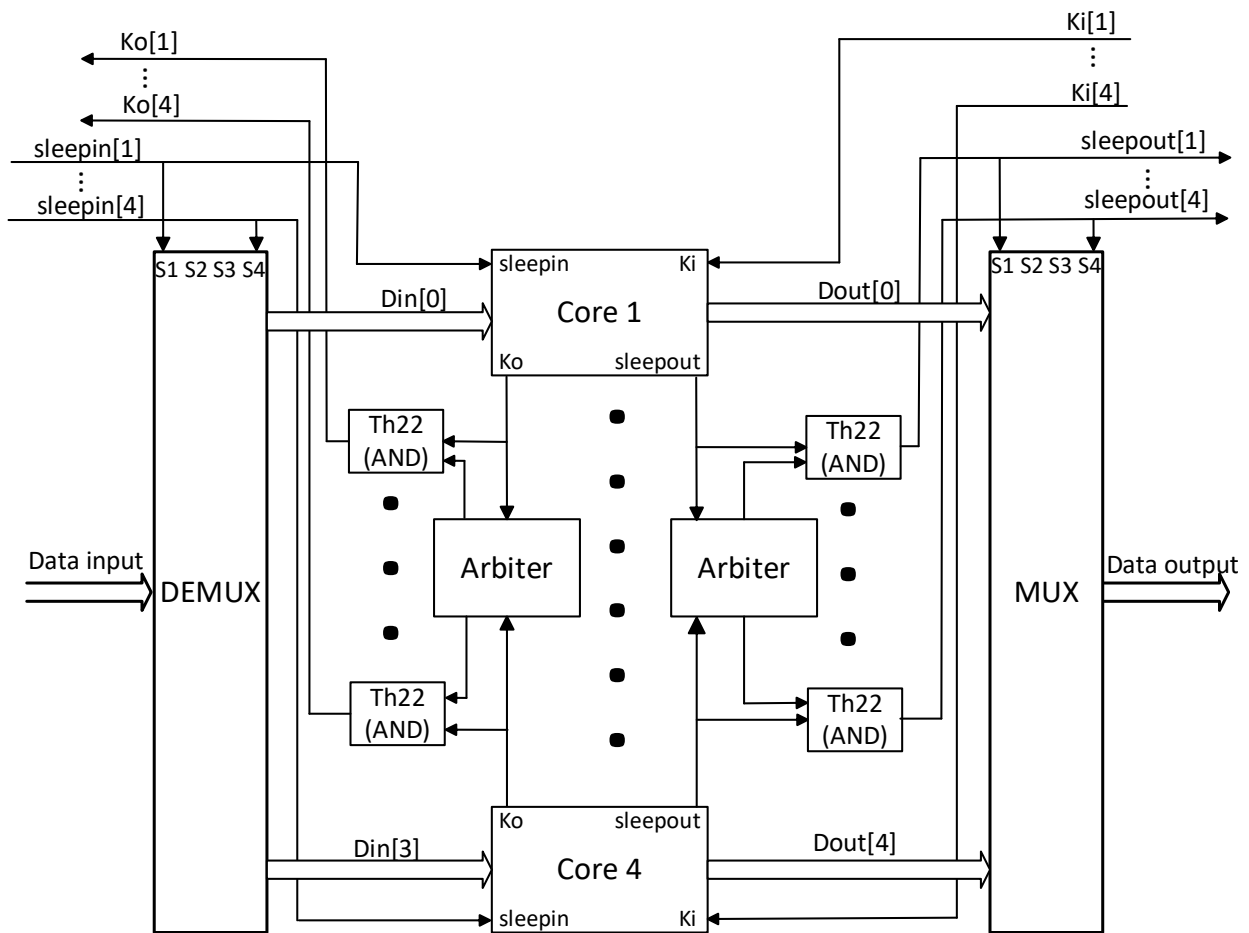 Ko[1]
Ki[1]
Ko[4]
Ki[4]
sleepin[1]
sleepout[1]
sleepin[4]
sleepout[4]
S1 S2 S3 S4
sleepin
Ki
S1 S2 S3 S4
Din[0]
Core 1
Dout[0]
Ko
sleepout
Th22
(AND)
Th22
(AND)
Data input
DEMUX
Arbiter
Arbiter
MUX
Data output
Th22
(AND)
Th22
(AND)
Ko
sleepout
Din[3]
Core 4
Dout[4]
sleepin
Ki